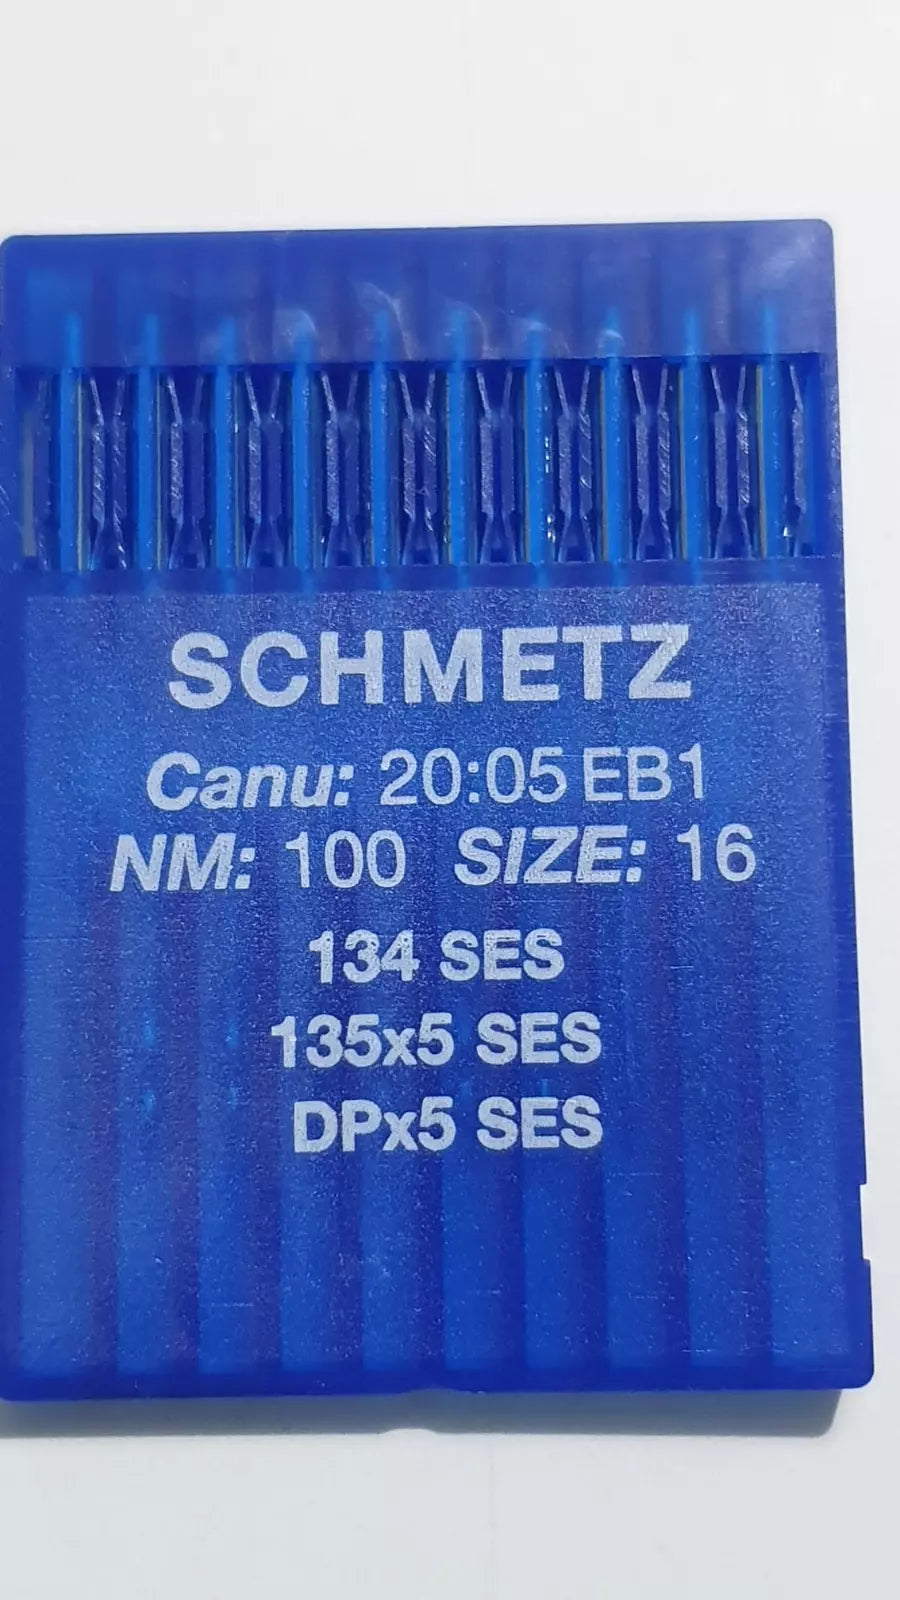 SCHMETZ
Canu: 20:05 EB1
NM: 100 SIZE: 16
134 SES
135x5 SES
DPx5 SES